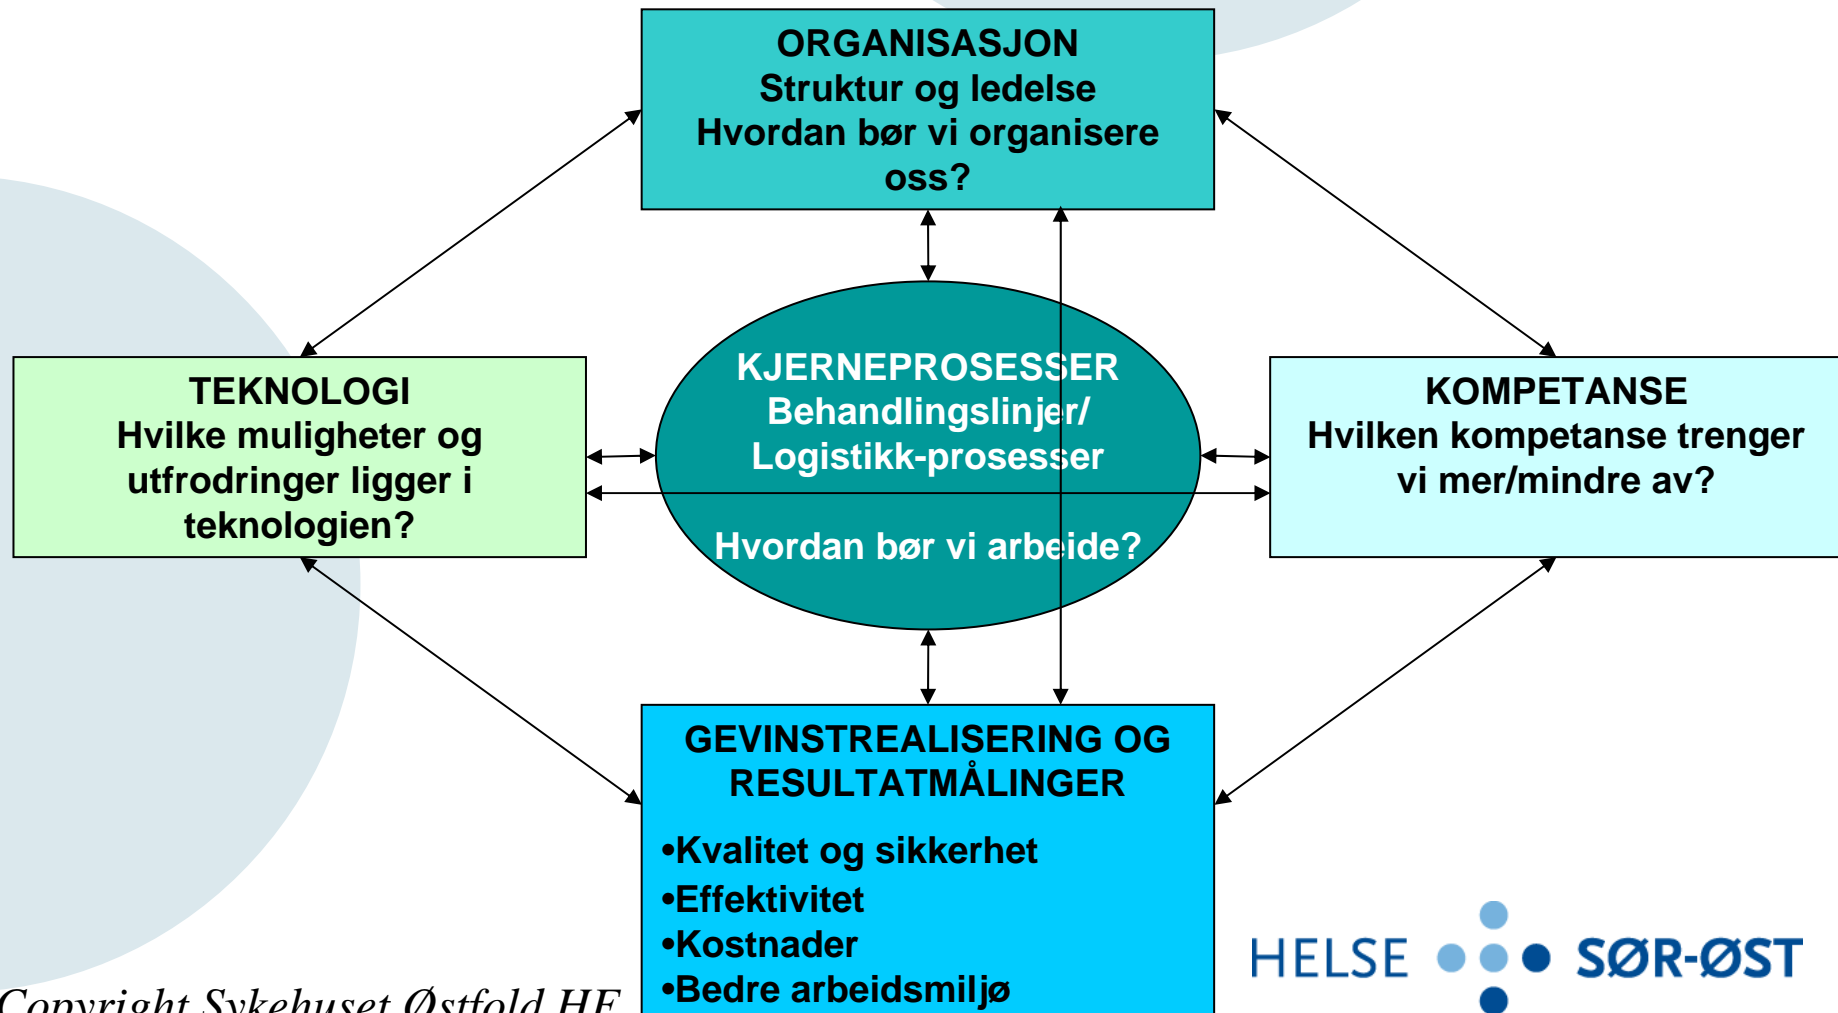 ORGANISASJON
Struktur og ledelse
Hvordan bør vi organisere
oss?
TEKNOLOGI
Hvilke muligheter og
utfrodringer ligger i
teknologien?
KJERNEPROSESSER
Behandlingslinjer/
Logistikk-prosesser
Hvordan bør vi arbeide?
KOMPETANSE
Hvilken kompetanse trenger
vi mer/mindre av?
GEVINSTREALISERING OG
RESULTATMÅLINGER
•Kvalitet og sikkerhet
•Effektivitet
•Kostnader
•Bedre arbeidsmiljø
Copyright Sykehuset Østfold HF
HELSE SØR-ØST